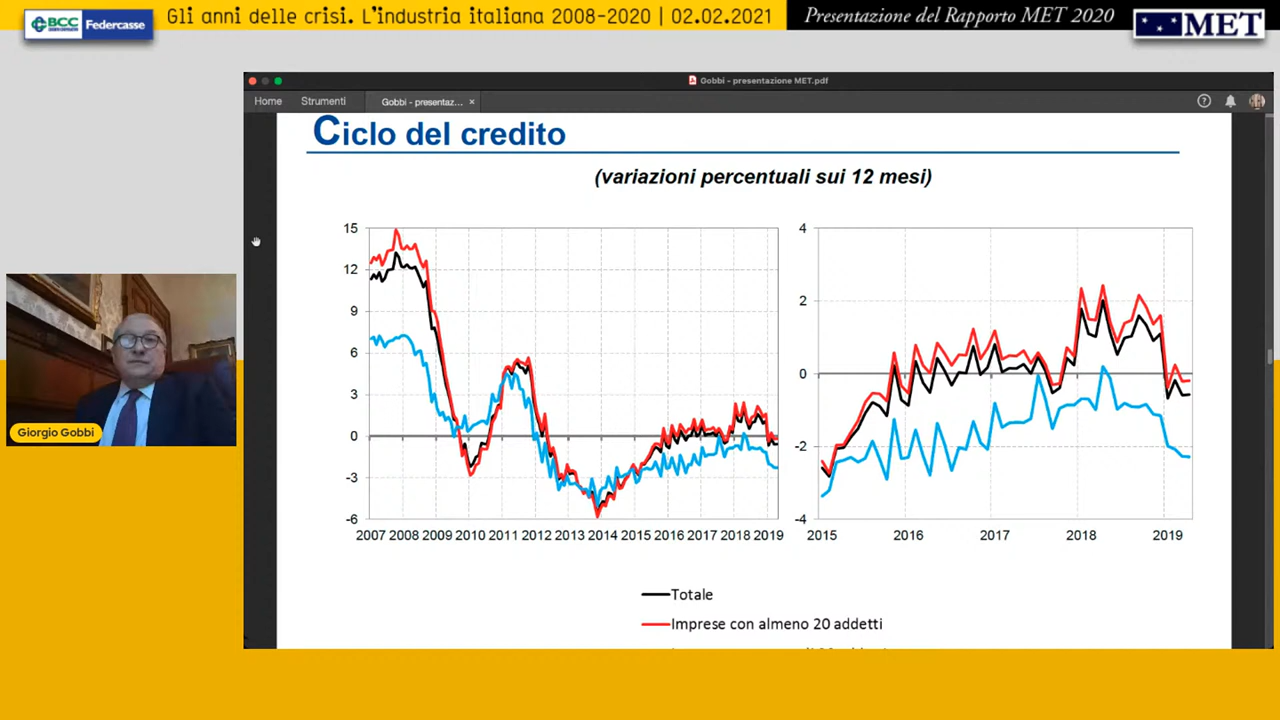 BCC
CREDITO COOPERATIVO
Federcasse
Gli anni delle crisi. L'industria italiana 2008-2020 | 02.02.2021
Presentazione del Rapporto MET 2020
MET
Gobbi - presentazione MET.pdf
Home
Strumenti
Gobbi - presentaz...
×
?
Ciclo del credito
(variazioni percentuali sui 12 mesi)
15
12
9
6
3
0
-3
-6
2007 2008 2009 2010 2011 2012 2013 2014 2015 2016 2017 2018 2019
4
2
0
-2
-4
2015 2016 2017 2018 2019
Totale
Imprese con almeno 20 addetti
Giorgio Gobbi